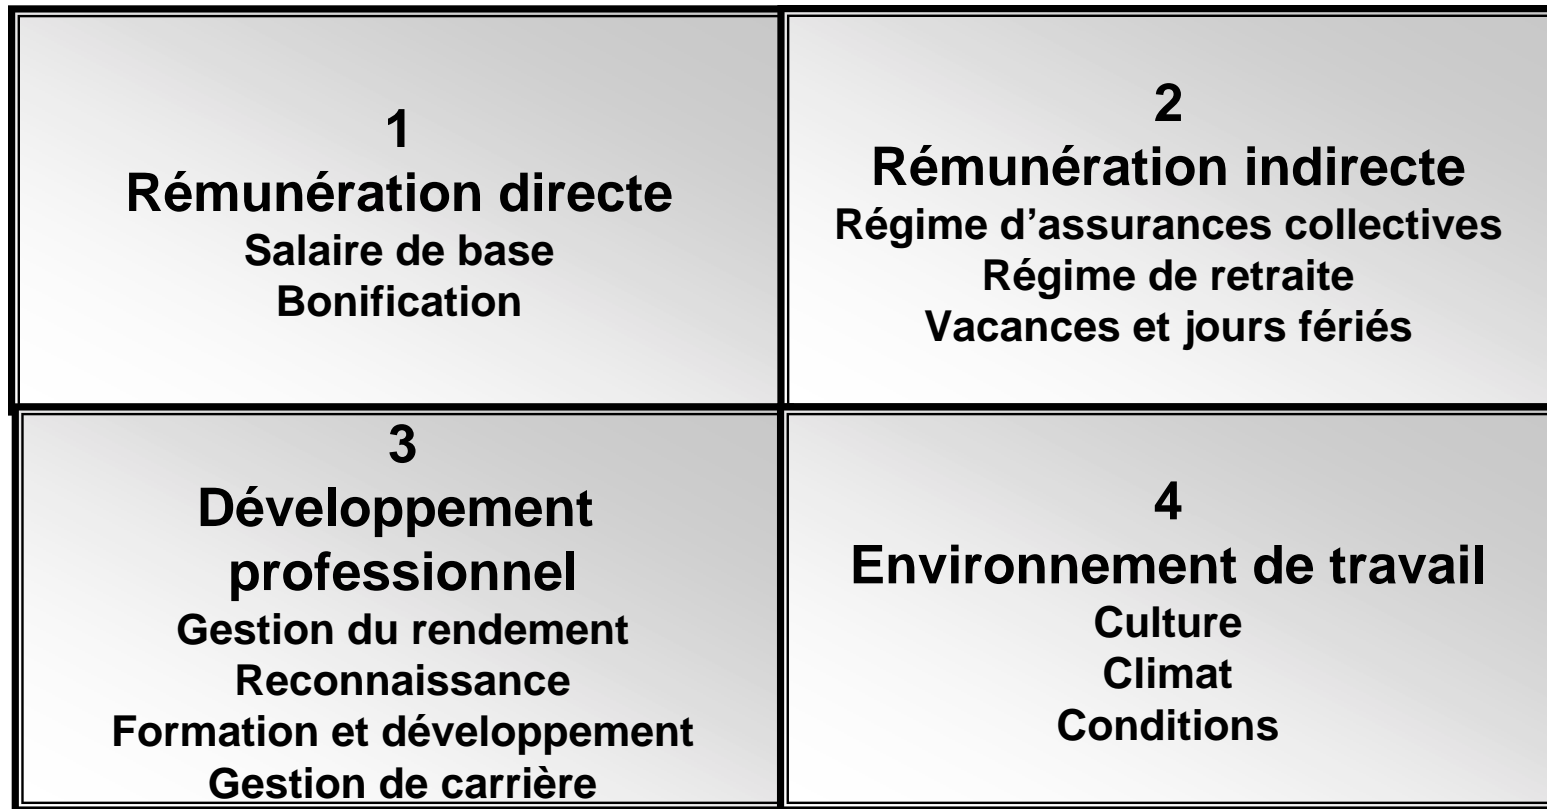 1
Rémunération directe
Salaire de base
Bonification
2
Rémunération indirecte
Régime d’assurances collectives
Régime de retraite
Vacances et jours fériés
3
Développement
professionnel
Gestion du rendement
Reconnaissance
Formation et développement
Gestion de carrière
4
Environnement de travail
Culture
Climat
Conditions